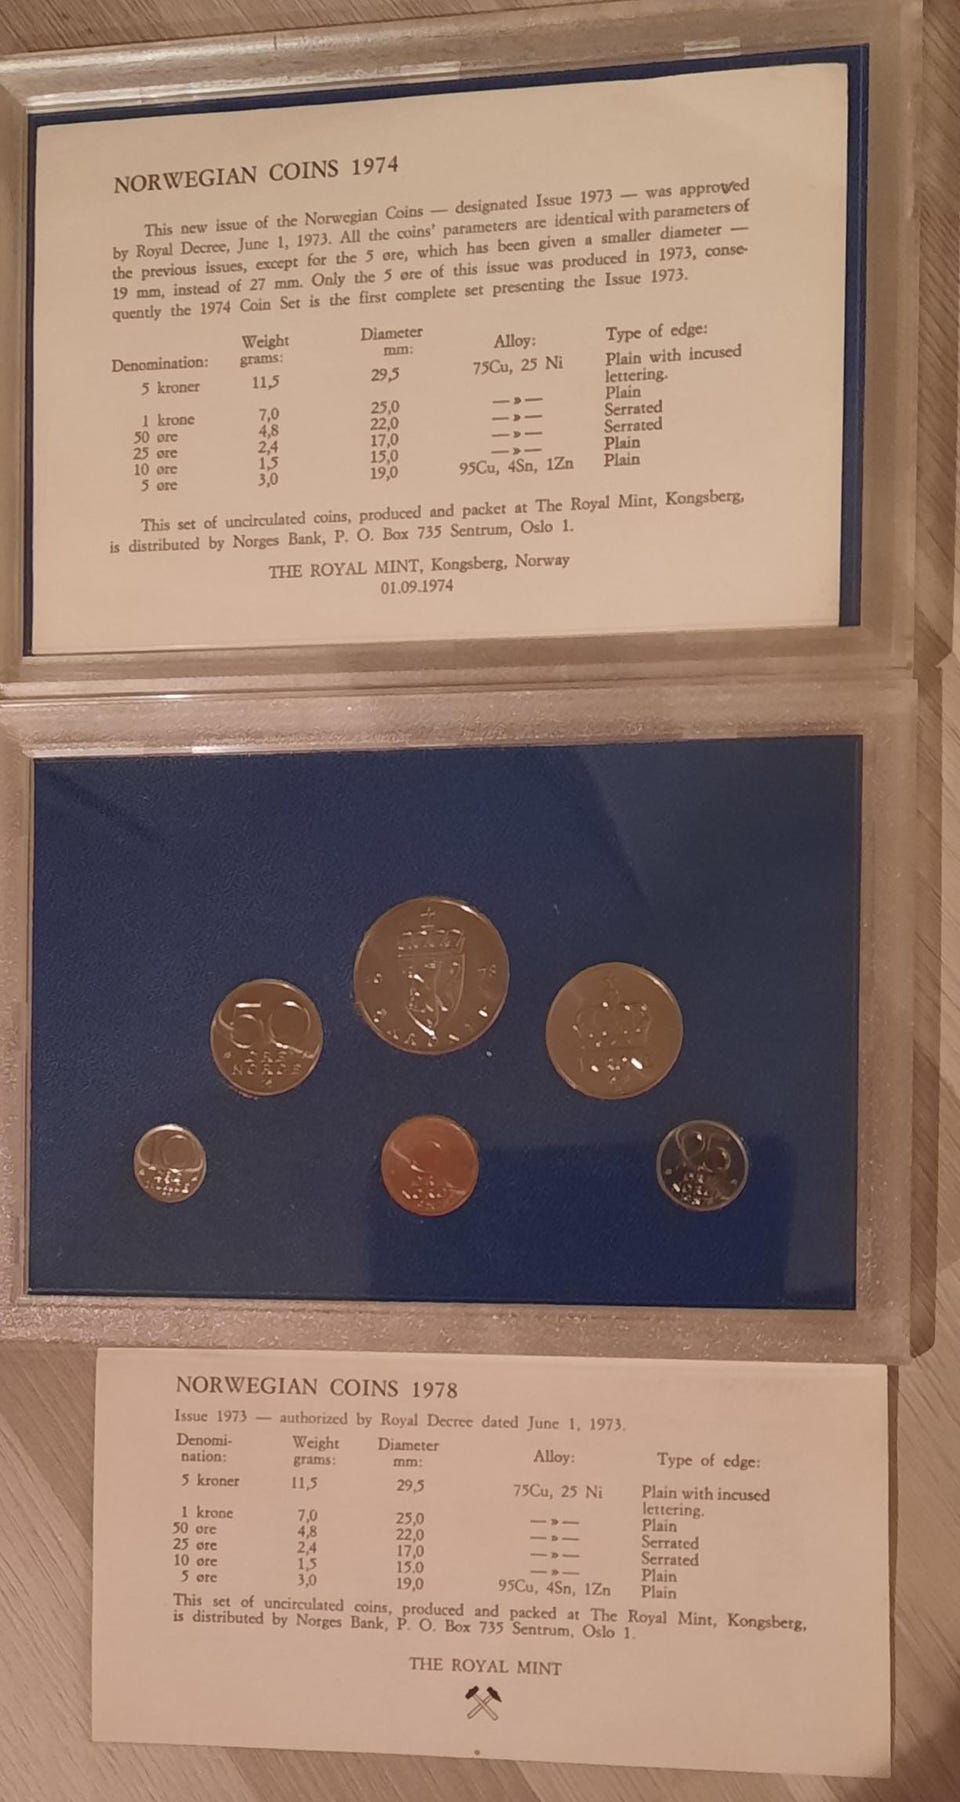 NORWEGIAN COINS 1974
This new issue of the Norwegian Coins — designated Issue 1973 — was approved
by Royal Decree, June 1, 1973. All the coins' parameters are identical with parameters of
the previous issues, except for the 5 øre, which has been given a smaller diameter —
19 mm, instead of 27 mm. Only the 5 øre of this issue was produced in 1973, conse-
quently the 1974 Coin Set is the first complete set presenting the Issue 1973.
Denomination: Weight grams: Diameter mm: Alloy: Type of edge:
5 kroner 11,5 29,5 75Cu, 25 Ni Plain with incused
lettering.
1 krone 7,0 25,0 —»— Plain
50 øre 4,8 22,0 —»— Serrated
25 øre 2,4 17,0 —»— Serrated
10 øre 1,5 15,0 —»— Plain
5 øre 3,0 19,0 95Cu, 4Sn, 1Zn Plain
This set of uncirculated coins, produced and packet at The Royal Mint, Kongsberg,
is distributed by Norges Bank, P. O. Box 735 Sentrum, Oslo 1.
THE ROYAL MINT, Kongsberg, Norway
01.09.1974
50
ØRE
NORGE
10
25
NORWEGIAN COINS 1978
Issue 1973 — authorized by Royal Decree dated June 1, 1973.
Denomi-
nation: Weight grams: Diameter mm: Alloy: Type of edge:
5 kroner 11,5 29,5 75Cu, 25 Ni Plain with incused
lettering.
1 krone 7,0 25,0 —»— Plain
50 øre 4,8 22,0 —»— Serrated
25 øre 2,4 17,0 —»— Serrated
10 øre 1,5 15.0 —»— Plain
5 øre 3,0 19,0 95Cu, 4Sn, 1Zn Plain
This set of uncirculated coins, produced and packed at The Royal Mint, Kongsberg,
is distributed by Norges Bank, P. O. Box 735 Sentrum, Oslo 1.
THE ROYAL MINT